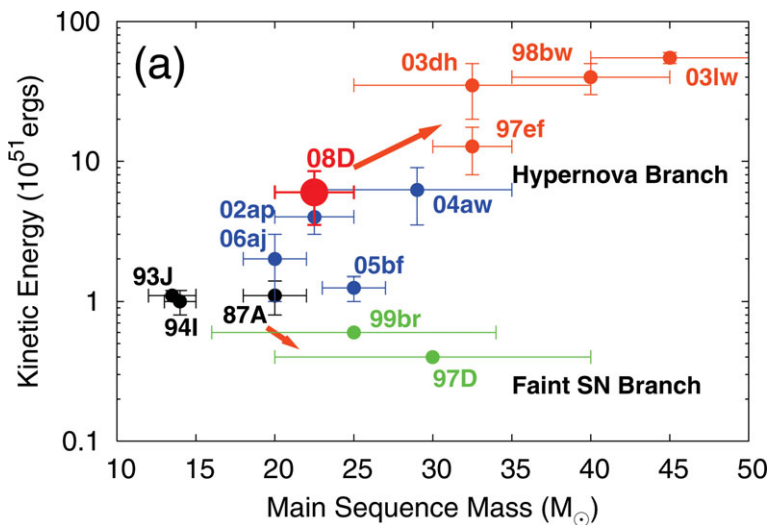 (a)
Kinetic Energy (10^51 ergs)
100
10
1
0.1
03dh
98bw
03lw
97ef
08D
Hypernova Branch
02ap
04aw
06aj
05bf
93J
94I
87A
99br
97D
Faint SN Branch
10 15 20 25 30 35 40 45 50
Main Sequence Mass (M☉)